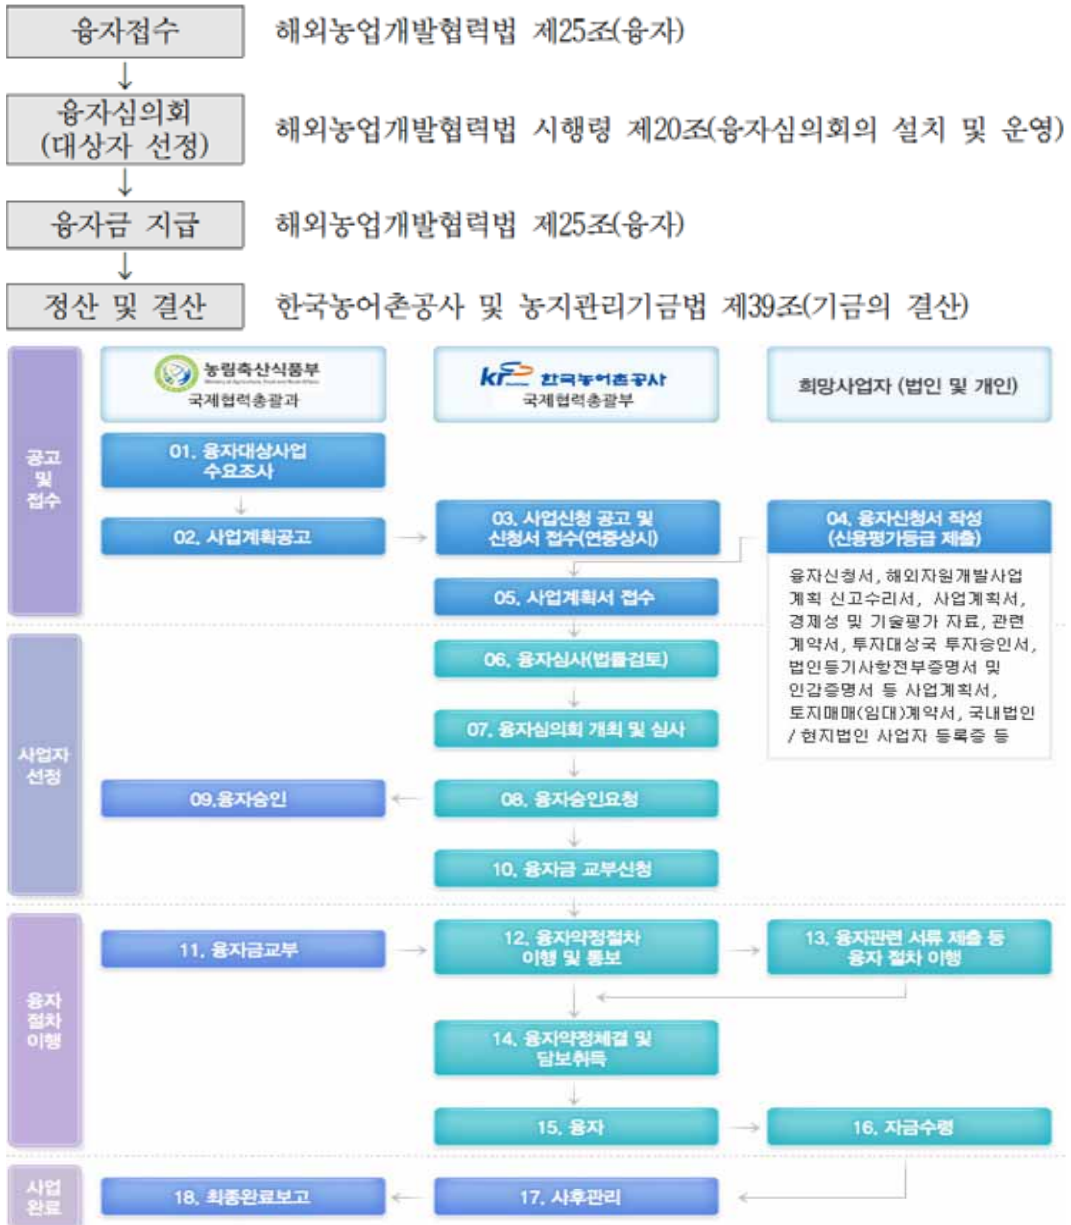 융자접수 해외농업개발협력법 제25조(융자)
↓
융자심의회
(대상자 선정) 해외농업개발협력법 시행령 제20조(융자심의회의 설치 및 운영)
↓
융자금 지급 해외농업개발협력법 제25조(융자)
↓
정산 및 결산 한국농어촌공사 및 농지관리기금법 제39조(기금의 결산)
농림축산식품부
국제협력총괄과
한국농어촌공사
국제협력총괄부
희망사업자 (법인 및 개인)
공고
및
접수
01. 융자대상사업
수요조사
02. 사업계획공고
03. 사업신청 공고 및
신청서 접수(연중상시)
04. 융자신청서 작성
(신용평가등급 제출)
융자신청서, 해외자원개발사업
계획 신고수리서, 사업계획서,
경제성 및 기술평가 자료, 관련
계약서, 투자대상국 투자승인서,
법인등기사항전부증명서 및
인감증명서 등 사업계획서,
토지매매(임대)계약서, 국내법인
/ 현지법인 사업자 등록증 등
05. 사업계획서 접수
사업자
선정
06. 융자심사(법률검토)
07. 융자심의회 개최 및 심사
08. 융자승인요청
09.융자승인
10. 융자금 교부신청
융자
절차
이행
11. 융자금교부
12. 융자약정절차
이행 및 통보
13. 융자관련 서류 제출 등
융자 절차 이행
14. 융자약정체결 및
담보취득
15. 융자
16. 자금수령
사업
완료
17. 사후관리
18. 최종완료보고